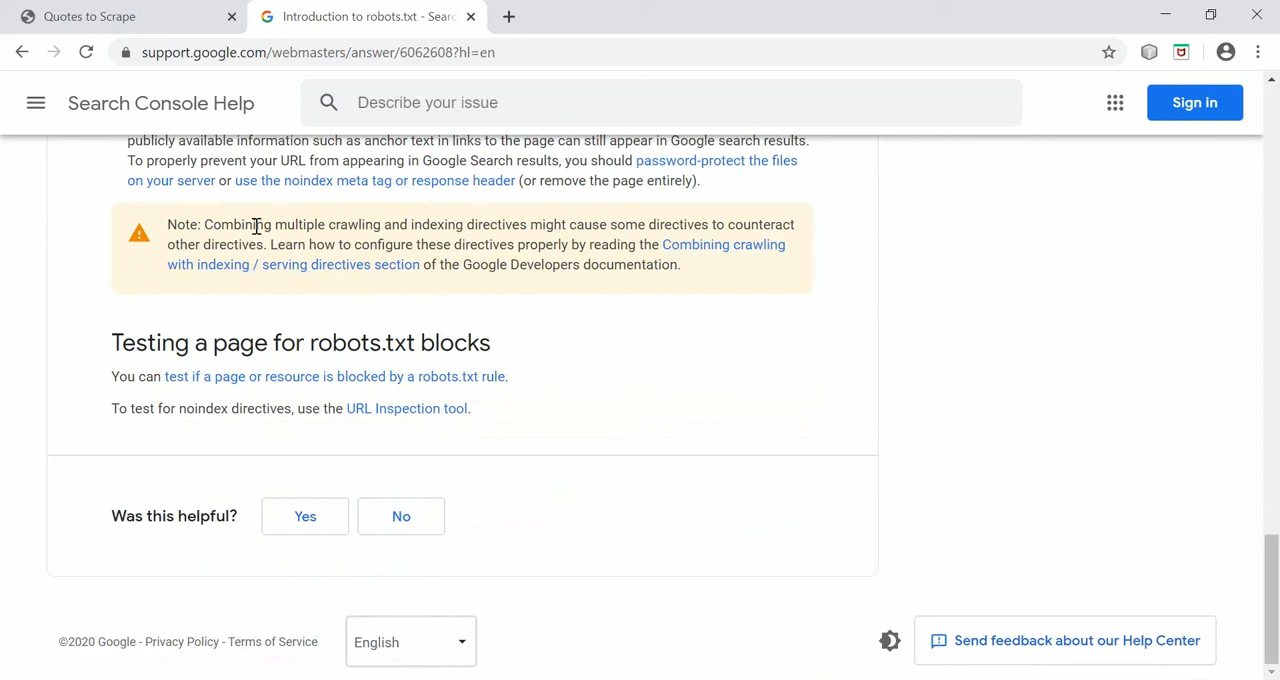 Quotes to Scrape
Introduction to robots.txt - Searc
support.google.com/webmasters/answer/6062608?hl=en
Search Console Help
Describe your issue
Sign in
publicly available information such as anchor text in links to the page can still appear in Google search results.
To properly prevent your URL from appearing in Google Search results, you should password-protect the files
on your server or use the noindex meta tag or response header (or remove the page entirely).
Note: Combining multiple crawling and indexing directives might cause some directives to counteract
other directives. Learn how to configure these directives properly by reading the Combining crawling
with indexing / serving directives section of the Google Developers documentation.
Testing a page for robots.txt blocks
You can test if a page or resource is blocked by a robots.txt rule.
To test for noindex directives, use the URL Inspection tool.
Was this helpful?
Yes
No
©2020 Google - Privacy Policy - Terms of Service
English
Send feedback about our Help Center